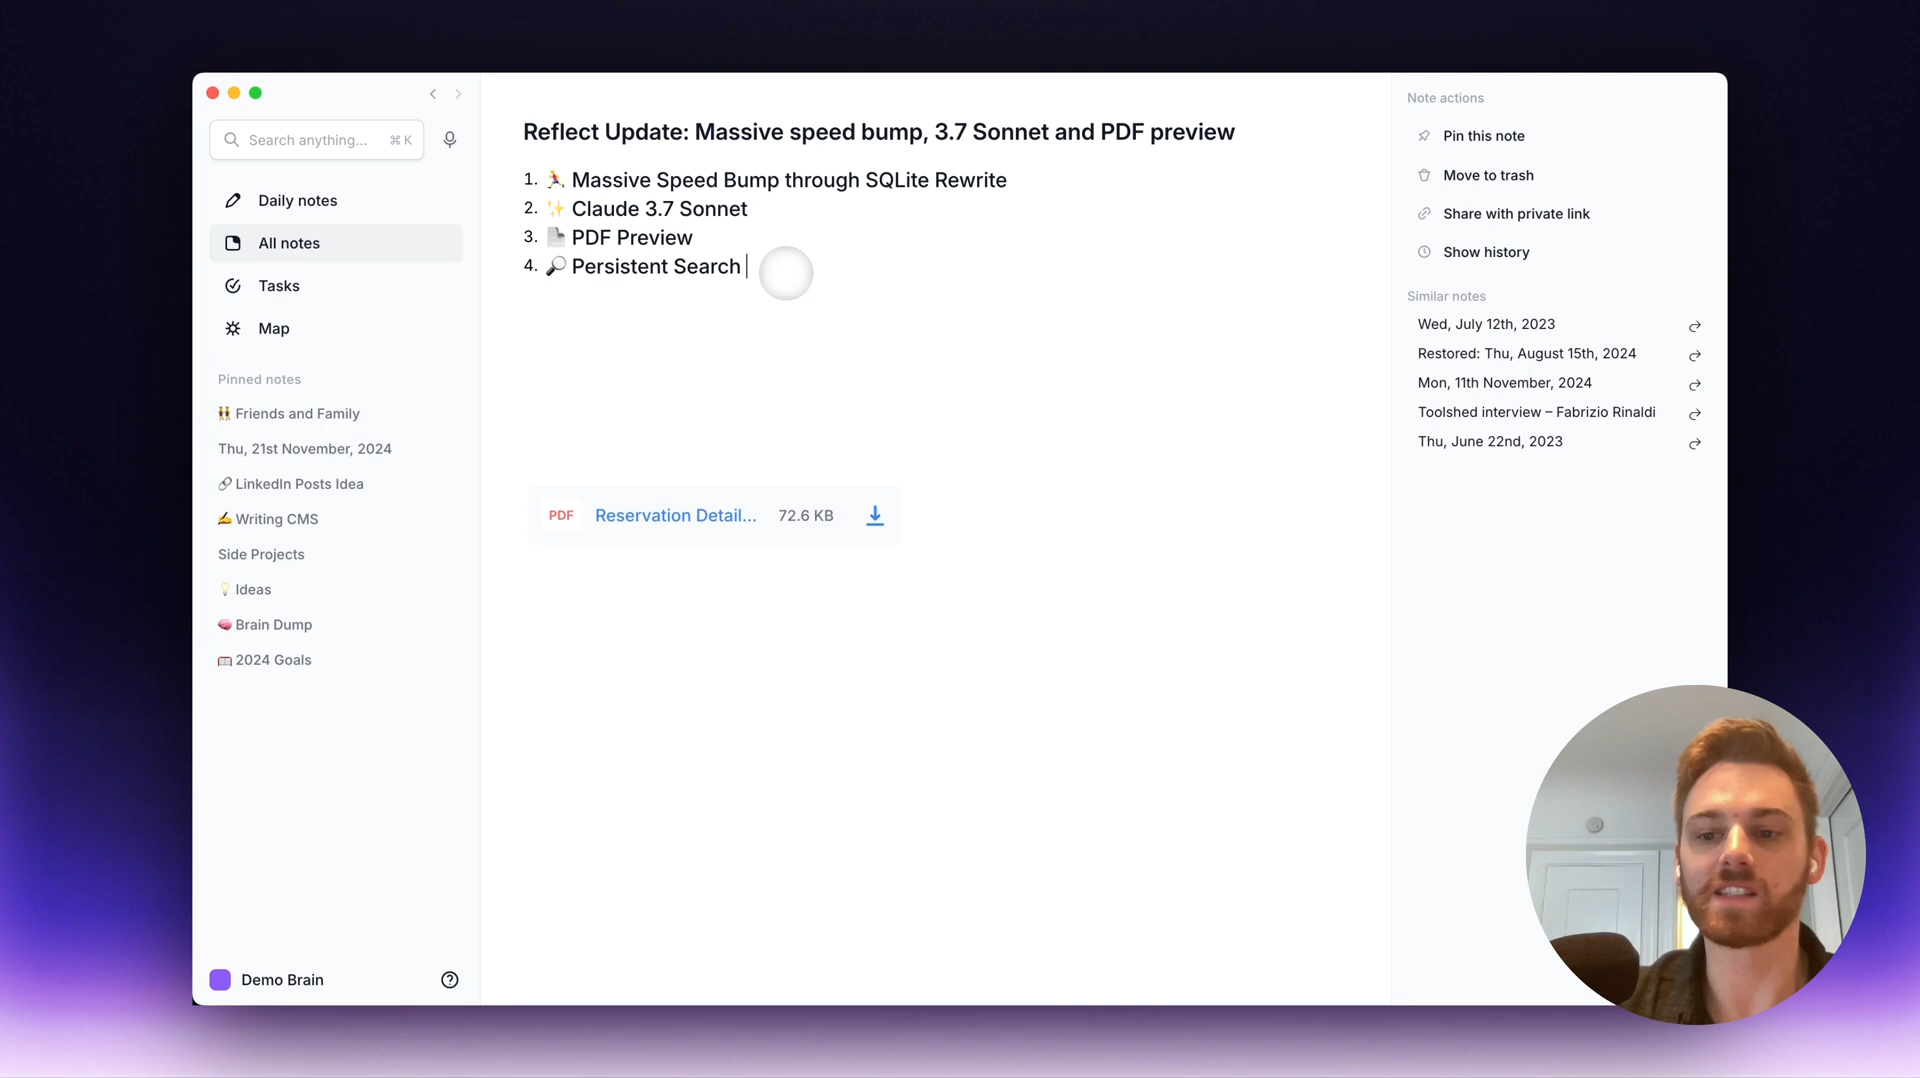 Search anything...
⌘ K
Daily notes
All notes
Tasks
Map
Pinned notes
👯 Friends and Family
Thu, 21st November, 2024
🔗 LinkedIn Posts Idea
✍️ Writing CMS
Side Projects
💡 Ideas
🧠 Brain Dump
📖 2024 Goals
Demo Brain
Reflect Update: Massive speed bump, 3.7 Sonnet and PDF preview
1. 🏃‍♀️ Massive Speed Bump through SQLite Rewrite
2. ✨ Claude 3.7 Sonnet
3. 📄 PDF Preview
4. 🔎 Persistent Search
PDF Reservation Detail... 72.6 KB
Note actions
Pin this note
Move to trash
Share with private link
Show history
Similar notes
Wed, July 12th, 2023
Restored: Thu, August 15th, 2024
Mon, 11th November, 2024
Toolshed interview – Fabrizio Rinaldi
Thu, June 22nd, 2023